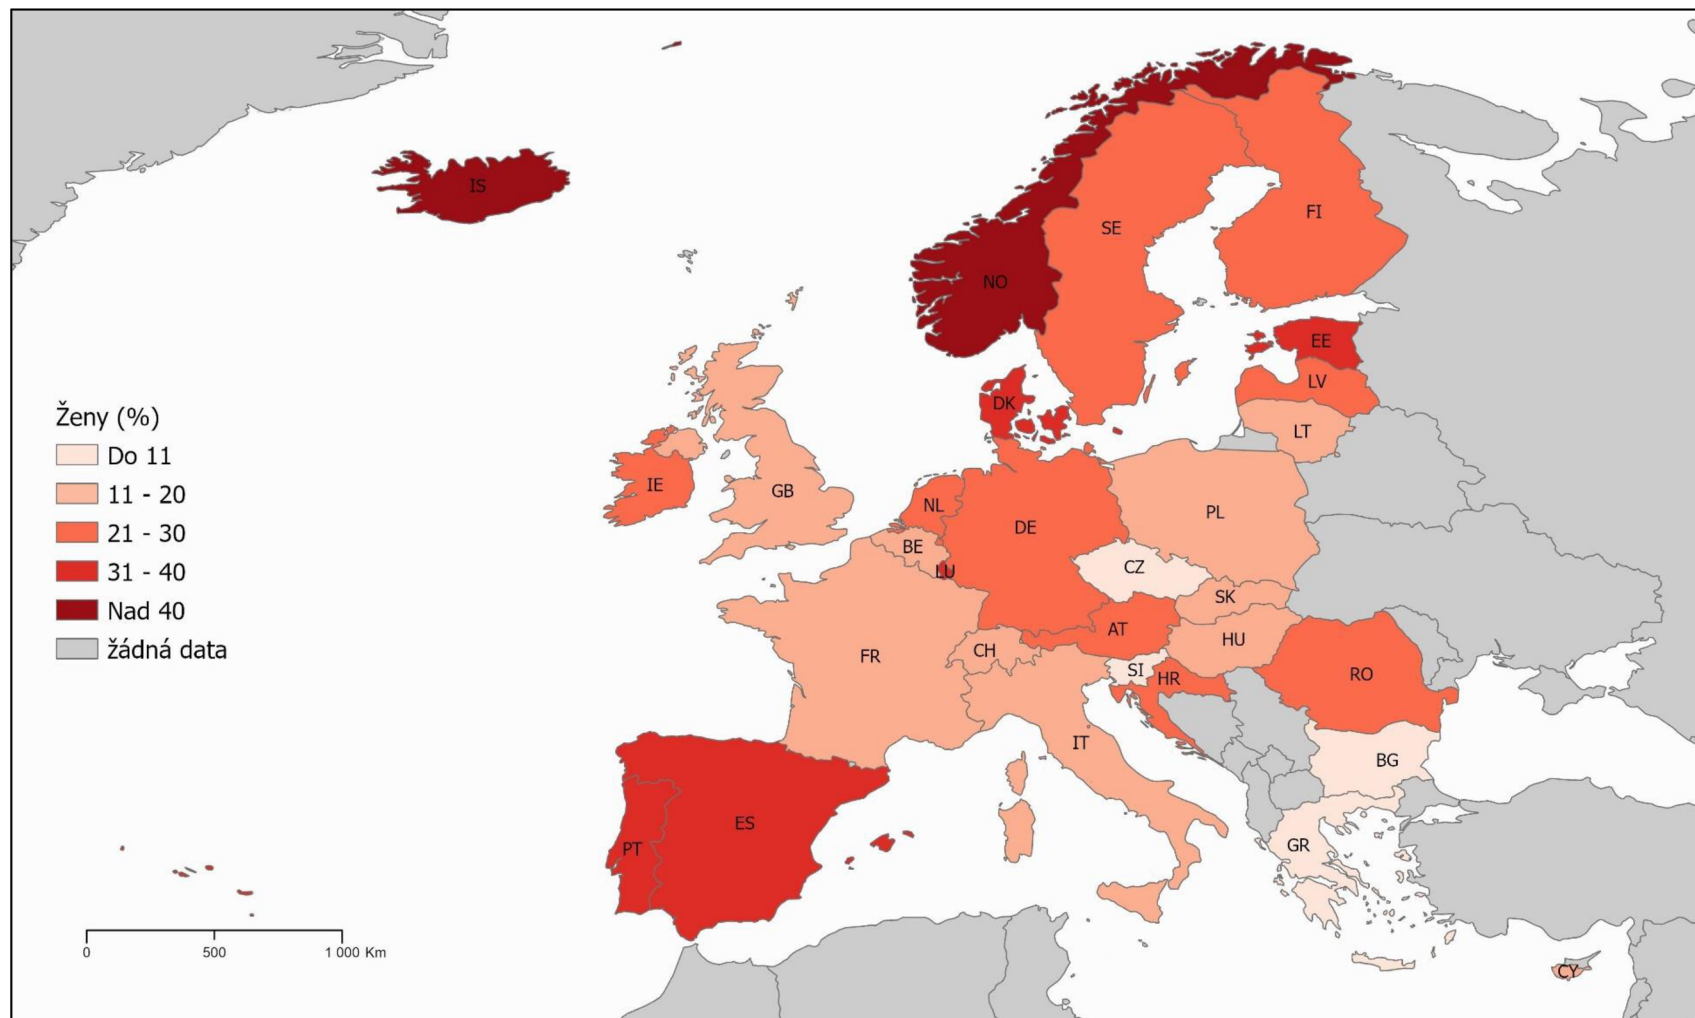 IS
FI
SE
NO
EE
LV
DK
LT
Ženy (%)
Do 11
11 - 20
21 - 30
31 - 40
Nad 40
žádná data
IE
GB
NL
DE
PL
BE
CZ
LU
SK
AT
HU
CH
FR
SI
HR
RO
IT
BG
ES
PT
GR
0 500 1 000 Km
CY